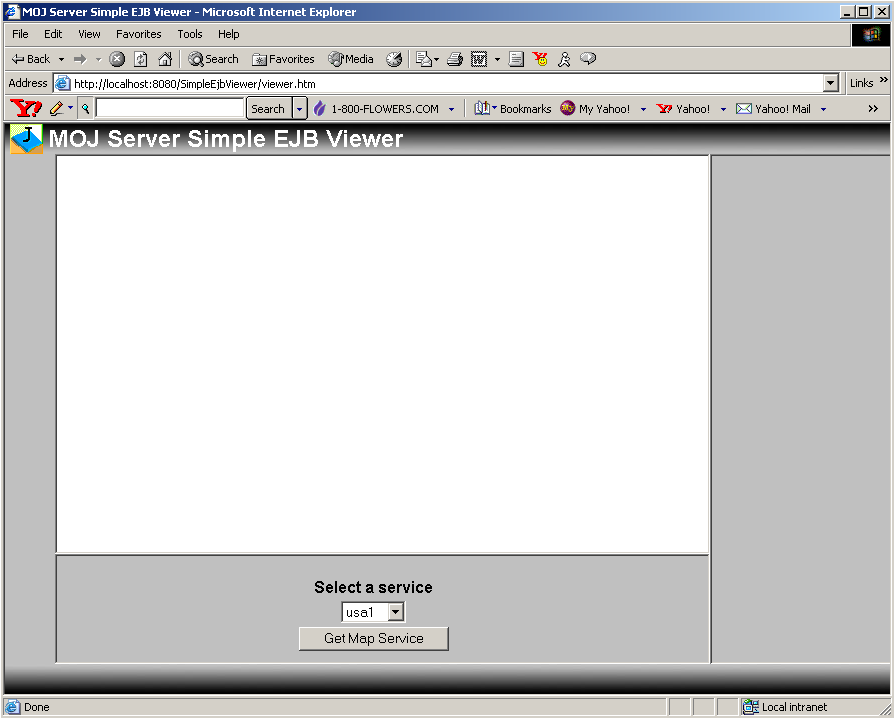 MOJ Server Simple EJB Viewer - Microsoft Internet Explorer
File Edit View Favorites Tools Help
Back Search Favorites Media
Address http://localhost:8080/SimpleEjbViewer/viewer.htm Links »
Y! Search 1-800-FLOWERS.COM Bookmarks My Yahoo! Yahoo! Yahoo! Mail »
J MOJ Server Simple EJB Viewer
Select a service
usa1
Get Map Service
Done Local intranet